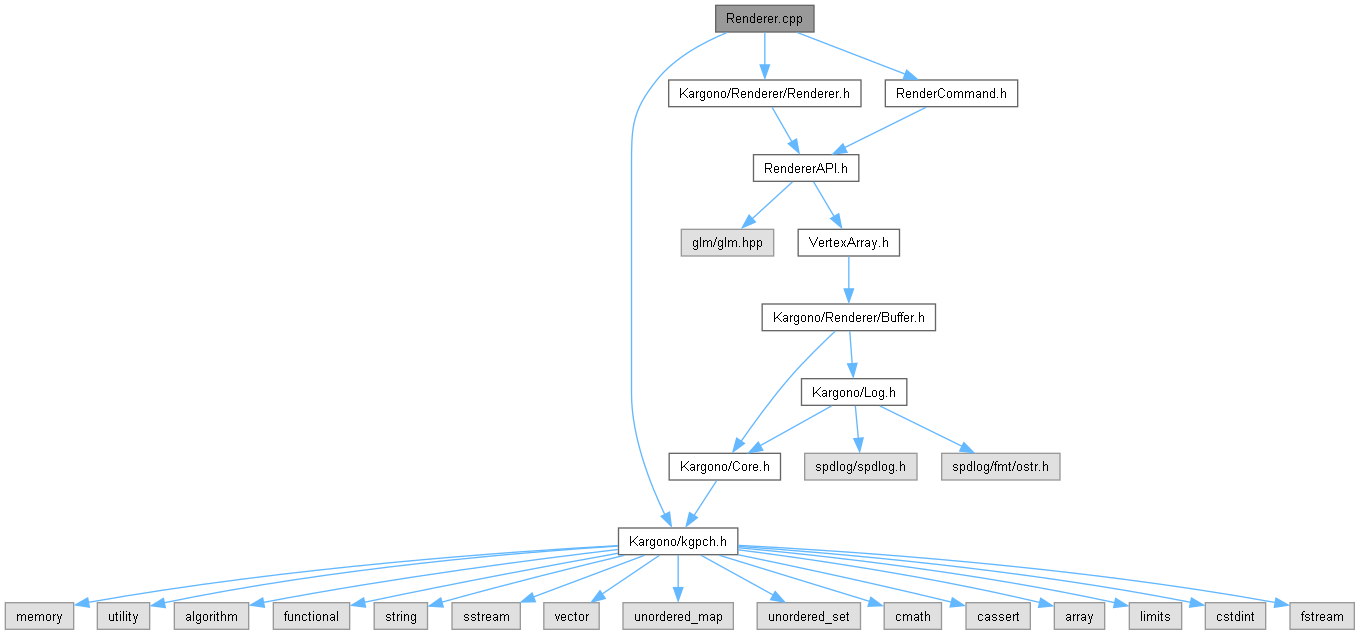 Renderer.cpp
Kargono/Renderer/Renderer.h
RenderCommand.h
RendererAPI.h
glm/glm.hpp
VertexArray.h
Kargono/Renderer/Buffer.h
Kargono/Log.h
Kargono/Core.h
spdlog/spdlog.h
spdlog/fmt/ostr.h
Kargono/kgpch.h
memory
utility
algorithm
functional
string
sstream
vector
unordered_map
unordered_set
cmath
cassert
array
limits
cstdint
fstream